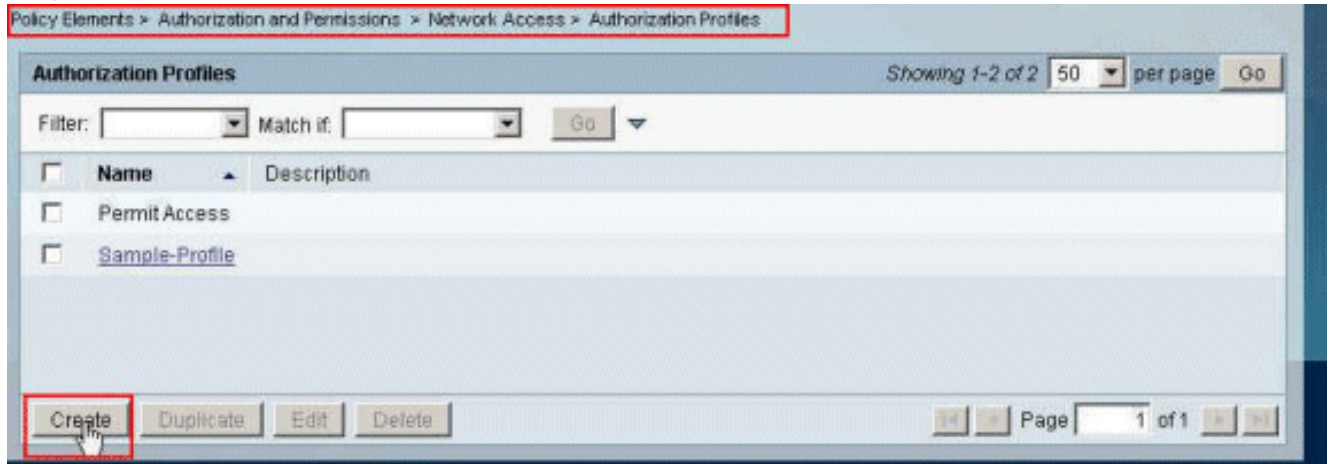 Policy Elements > Authorization and Permissions > Network Access > Authorization Profiles
Authorization Profiles Showing 1-2 of 2 50 per page Go
Filter: Match if: Go
Name Description
Permit Access
Sample-Profile
Create Duplicate Edit Delete Page 1 of 1